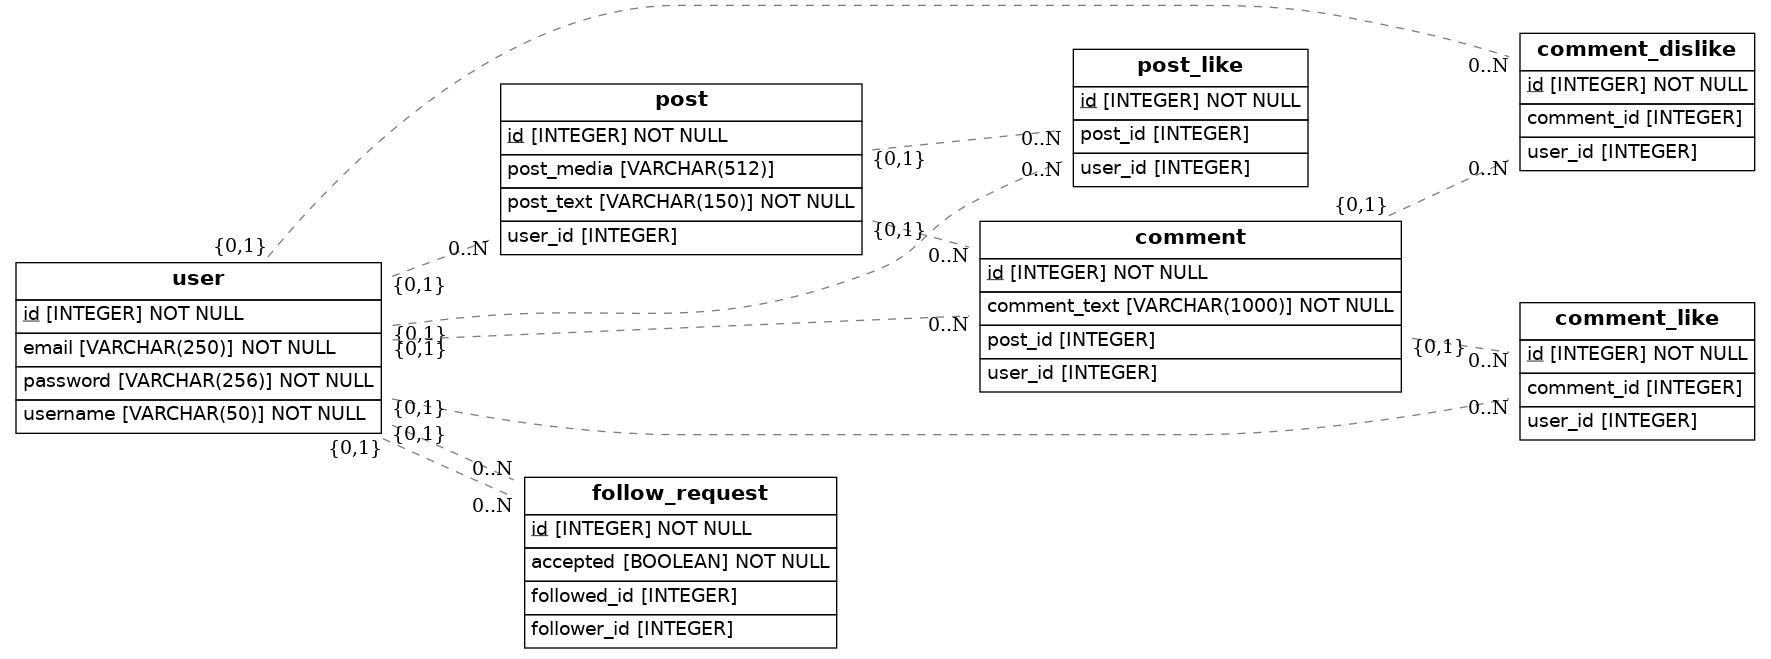 user
id [INTEGER] NOT NULL
email [VARCHAR(250)] NOT NULL
password [VARCHAR(256)] NOT NULL
username [VARCHAR(50)] NOT NULL
{0,1}
{0,1}
{0,1}
{0,1}
{0,1}
{0,1}
{0,1}
post
id [INTEGER] NOT NULL
post_media [VARCHAR(512)]
post_text [VARCHAR(150)] NOT NULL
user_id [INTEGER]
0..N
{0,1}
{0,1}
follow_request
id [INTEGER] NOT NULL
accepted [BOOLEAN] NOT NULL
followed_id [INTEGER]
follower_id [INTEGER]
0..N
0..N
post_like
id [INTEGER] NOT NULL
post_id [INTEGER]
user_id [INTEGER]
0..N
0..N
comment
id [INTEGER] NOT NULL
comment_text [VARCHAR(1000)] NOT NULL
post_id [INTEGER]
user_id [INTEGER]
0..N
0..N
{0,1}
{0,1}
comment_dislike
id [INTEGER] NOT NULL
comment_id [INTEGER]
user_id [INTEGER]
0..N
0..N
comment_like
id [INTEGER] NOT NULL
comment_id [INTEGER]
user_id [INTEGER]
0..N
0..N